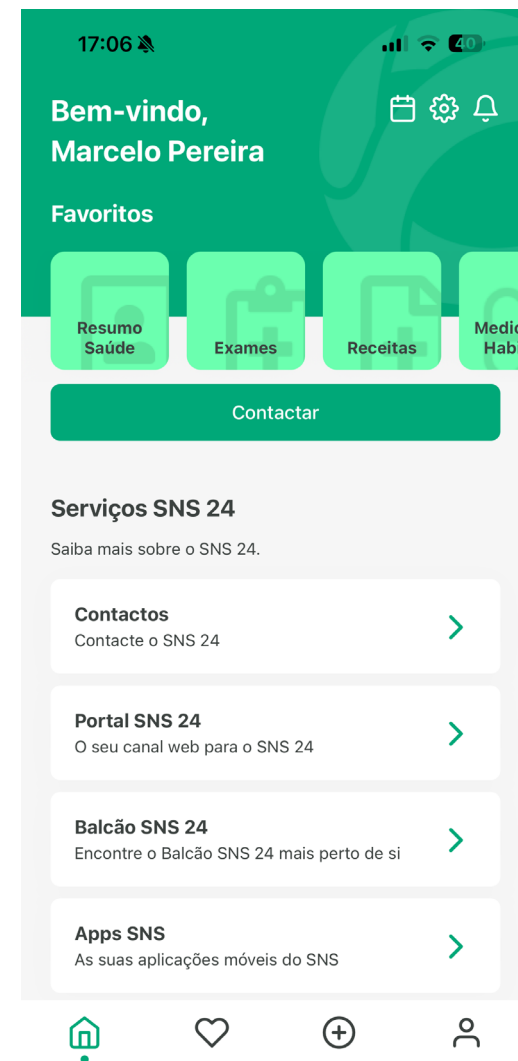 17:06
40
Bem-vindo,
Marcelo Pereira
Favoritos
Resumo
Saúde
Exames
Receitas
Contactar
Serviços SNS 24
Saiba mais sobre o SNS 24.
Contactos
Contacte o SNS 24
Portal SNS 24
O seu canal web para o SNS 24
Balcão SNS 24
Encontre o Balcão SNS 24 mais perto de si
Apps SNS
As suas aplicações móveis do SNS